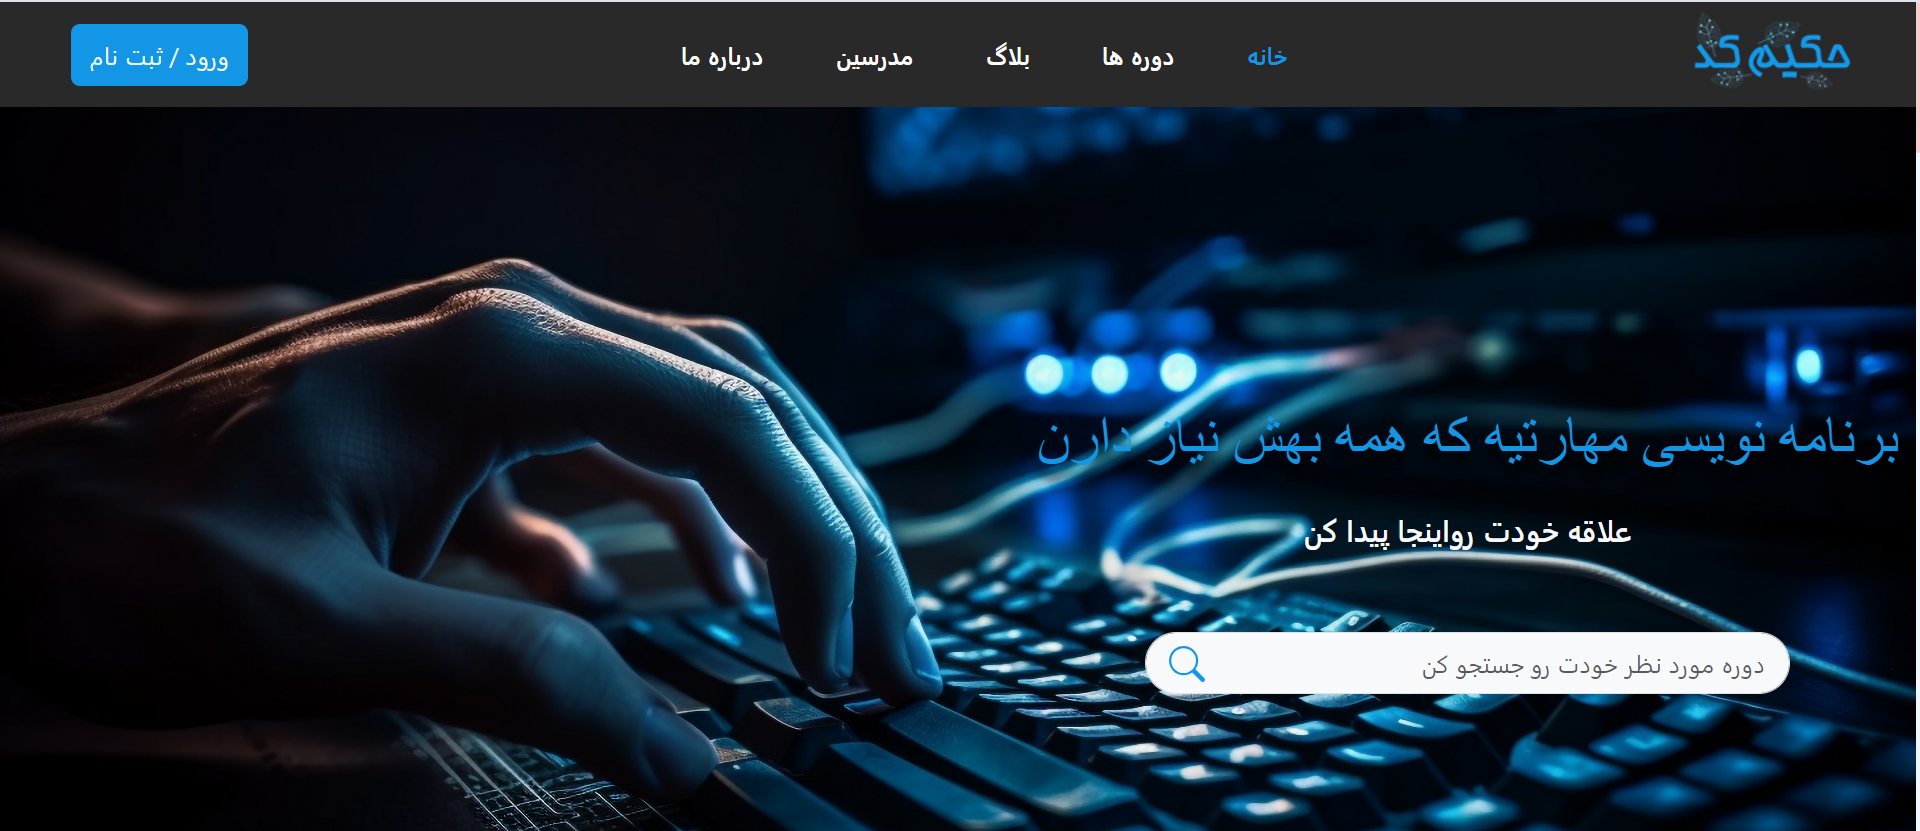 حکیم کد
خانه
دوره ها
بلاگ
مدرسین
درباره ما
ورود / ثبت نام
برنامه نویسی مهارتیه که همه بهش نیاز دارن
علاقه خودت رواینجا پیدا کن
دوره مورد نظر خودت رو جستجو کن